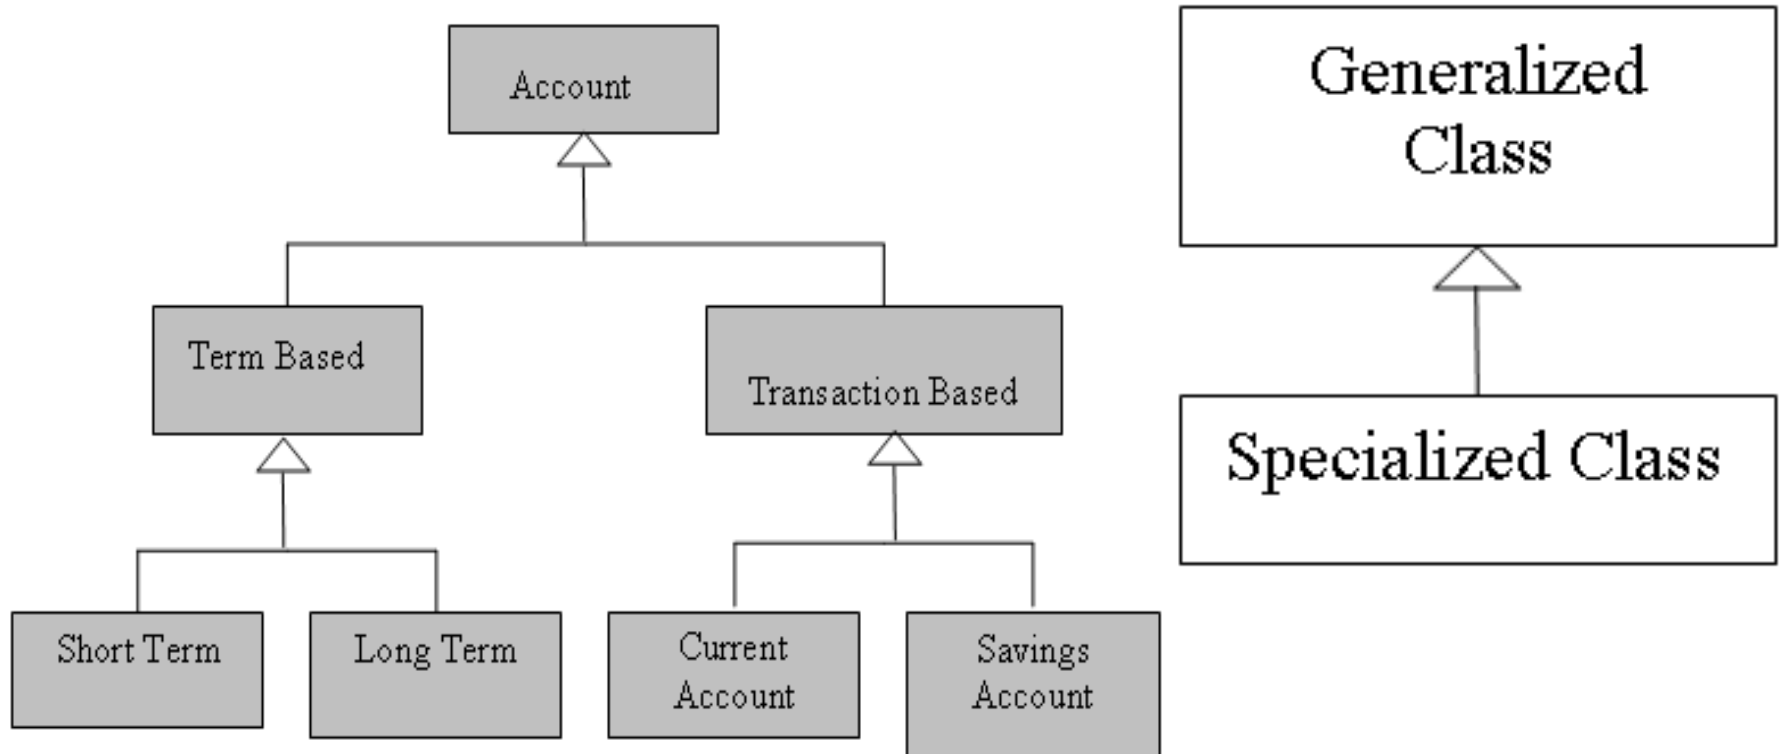 Account
Generalized
Class
Term Based
Transaction Based
Specialized Class
Short Term
Long Term
Current
Account
Savings
Account